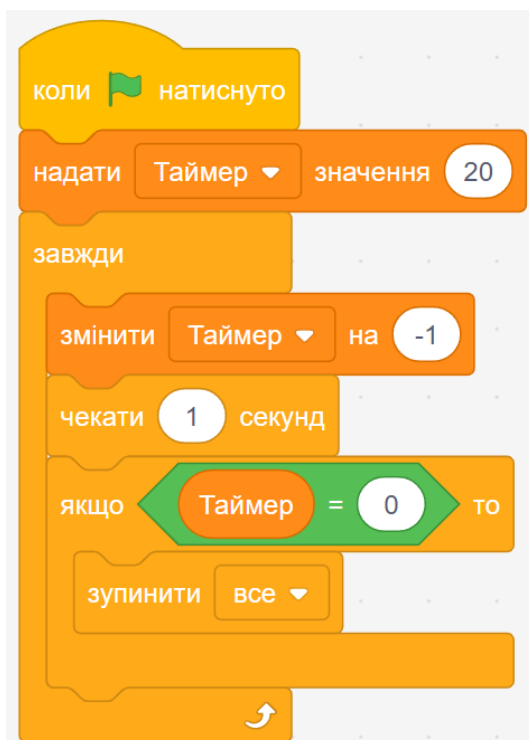 коли натиснуто
надати Таймер значення 20
завжди
змінити Таймер на -1
чекати 1 секунд
якщо Таймер = 0 то
зупинити все